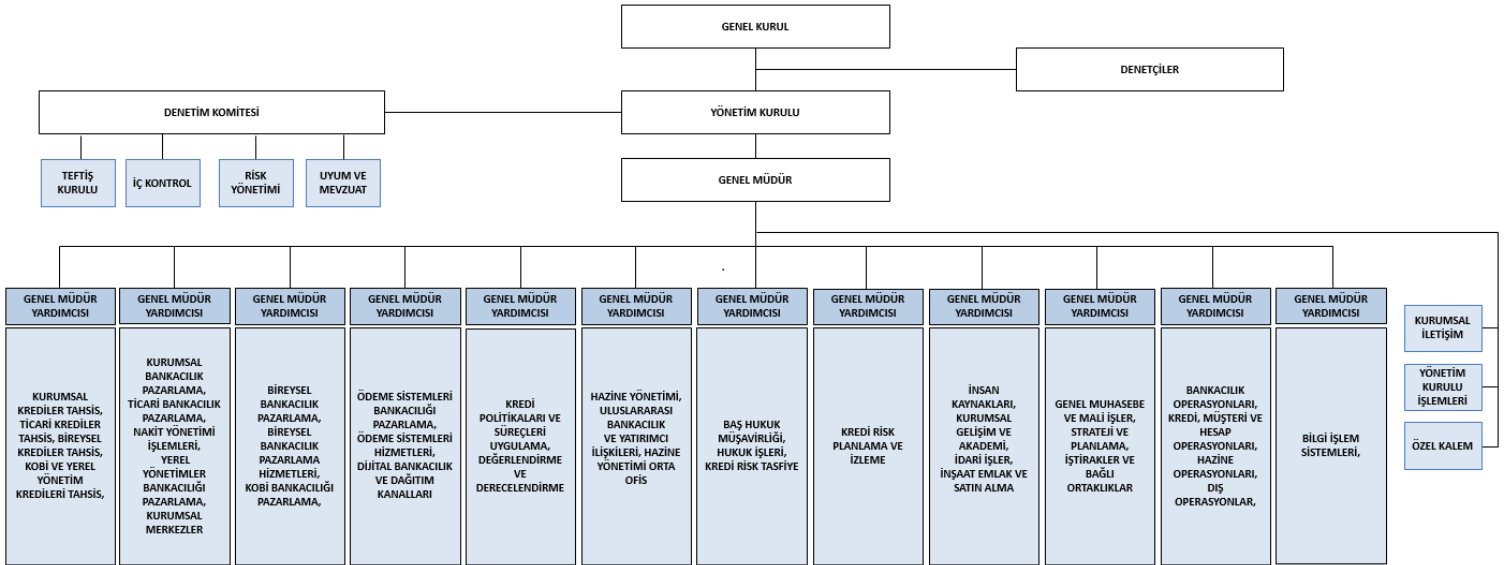 GENEL KURUL
DENETÇİLER
DENETİM KOMİTESİ
YÖNETİM KURULU
TEFTİŞ
KURULU
İÇ KONTROL
RİSK
YÖNETİMİ
UYUM VE
MEVZUAT
GENEL MÜDÜR
GENEL MÜDÜR
YARDIMCISI
KURUMSAL
KREDİLER TAHSİS,
TİCARİ KREDİLER
TAHSİS, BİREYSEL
KREDİLER TAHSİS,
KOBİ VE YEREL
YÖNETİM
KREDİLERİ TAHSİS,
GENEL MÜDÜR
YARDIMCISI
KURUMSAL
BANKACILIK
PAZARLAMA,
TİCARİ BANKACILIK
PAZARLAMA,
NAKİT YÖNETİMİ
İŞLEMLERİ,
YEREL
YÖNETİMLER
BANKACILIĞI
PAZARLAMA,
KURUMSAL
MERKEZLER
GENEL MÜDÜR
YARDIMCISI
BİREYSEL
BANKACILIK
PAZARLAMA,
BİREYSEL
BANKACILIK
PAZARLAMA
HİZMETLERİ,
KOBİ BANKACILIĞI
PAZARLAMA,
GENEL MÜDÜR
YARDIMCISI
ÖDEME SİSTEMLERİ
BANKACILIĞI
PAZARLAMA,
ÖDEME SİSTEMLERİ
HİZMETLERİ,
DİJİTAL BANKACILIK
VE DAĞITIM
KANALLARI
GENEL MÜDÜR
YARDIMCISI
KREDİ
POLİTİKALARI VE
SÜREÇLERİ
UYGULAMA,
DEĞERLENDİRME
VE
DERECELENDİRME
GENEL MÜDÜR
YARDIMCISI
HAZİNE YÖNETİMİ,
ULUSLARARASI
BANKACILIK
VE YATIRIMCI
İLİŞKİLERİ, HAZİNE
YÖNETİMİ ORTA
OFİS
GENEL MÜDÜR
YARDIMCISI
BAŞ HUKUK
MÜŞAVİRLİĞİ,
HUKUK İŞLERİ,
KREDİ RİSK TASFİYE
GENEL MÜDÜR
YARDIMCISI
KREDİ RİSK
PLANLAMA VE
İZLEME
GENEL MÜDÜR
YARDIMCISI
İNSAN
KAYNAKLARI,
KURUMSAL
GELİŞİM VE
AKADEMİ,
İDARİ İŞLER,
İNŞAAT EMLAK VE
SATIN ALMA
GENEL MÜDÜR
YARDIMCISI
GENEL MUHASEBE
VE MALİ İŞLER,
STRATEJİ VE
PLANLAMA,
İŞTİRAKLER VE
BAĞLI
ORTAKLIKLAR
GENEL MÜDÜR
YARDIMCISI
BANKACILIK
OPERASYONLARI,
KREDİ, MÜŞTERİ VE
HESAP
OPERASYONLARI,
HAZİNE
OPERASYONLARI,
DIŞ
OPERASYONLAR,
GENEL MÜDÜR
YARDIMCISI
BİLGİ İŞLEM
SİSTEMLERİ,
KURUMSAL
İLETİŞİM
YÖNETİM
KURULU
İŞLEMLERİ
ÖZEL KALEM